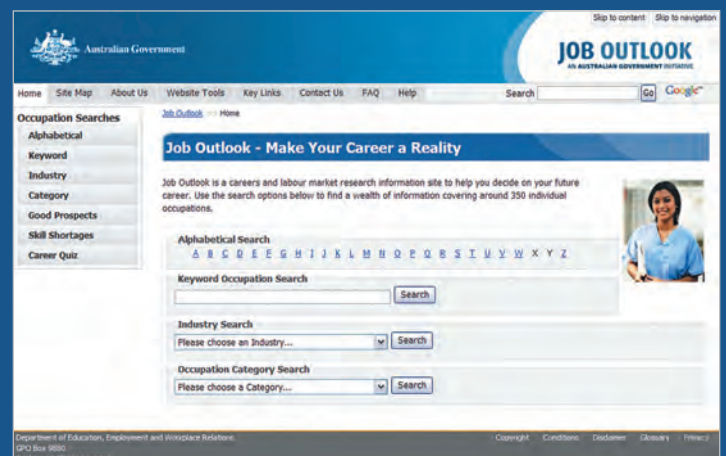 Skip to content Skip to navigation
Australian Government
JOB OUTLOOK
AN AUSTRALIAN GOVERNMENT INITIATIVE
Home Site Map About Us Website Tools Key Links Contact Us FAQ Help Search Go Google™
Occupation Searches
Alphabetical
Keyword
Industry
Category
Good Prospects
Skill Shortages
Career Quiz
Job Outlook >> Home
Job Outlook - Make Your Career a Reality
Job Outlook is a careers and labour market research information site to help you decide on your future
career. Use the search options below to find a wealth of information covering around 350 individual
occupations.
Alphabetical Search
A B C D E F G H I J K L M N O P Q R S T U V W X Y Z
Keyword Occupation Search
Search
Industry Search
Please choose an Industry... Search
Occupation Category Search
Please choose a Category... Search
Department of Education, Employment and Workplace Relations
Copyright Conditions Disclaimer Glossary Privacy
GPO Box 9880